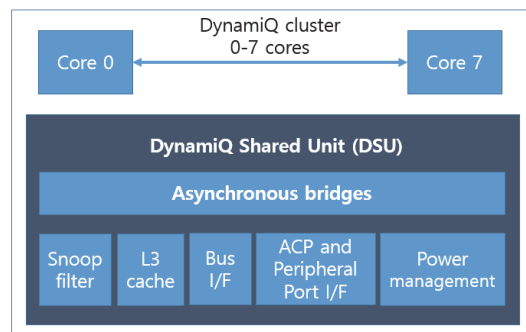 DynamiQ cluster
0-7 cores
Core 0
Core 7
DynamiQ Shared Unit (DSU)
Asynchronous bridges
Snoop
filter
L3
cache
Bus
I/F
ACP and
Peripheral
Port I/F
Power
management